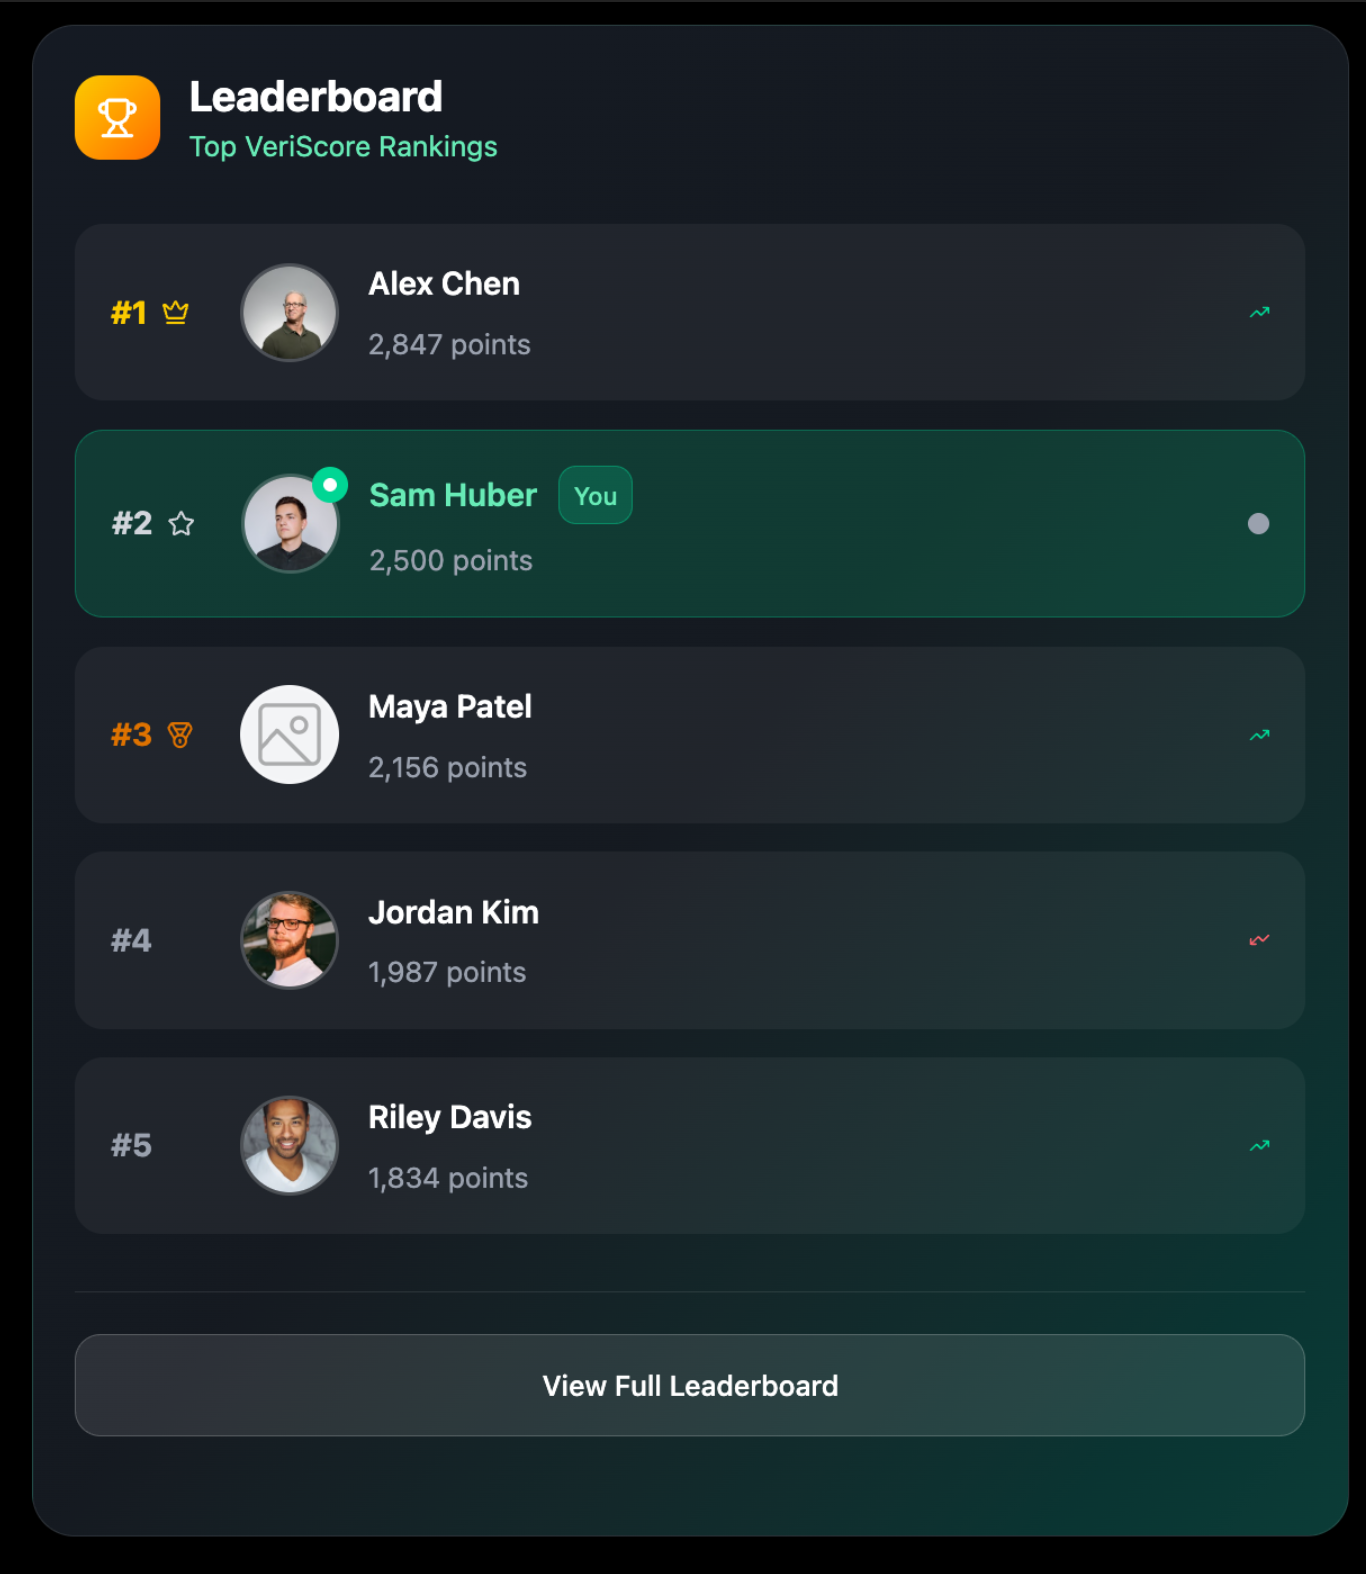 Leaderboard
Top VeriScore Rankings
#1
Alex Chen
2,847 points
#2
Sam Huber You
2,500 points
#3
Maya Patel
2,156 points
#4
Jordan Kim
1,987 points
#5
Riley Davis
1,834 points
View Full Leaderboard